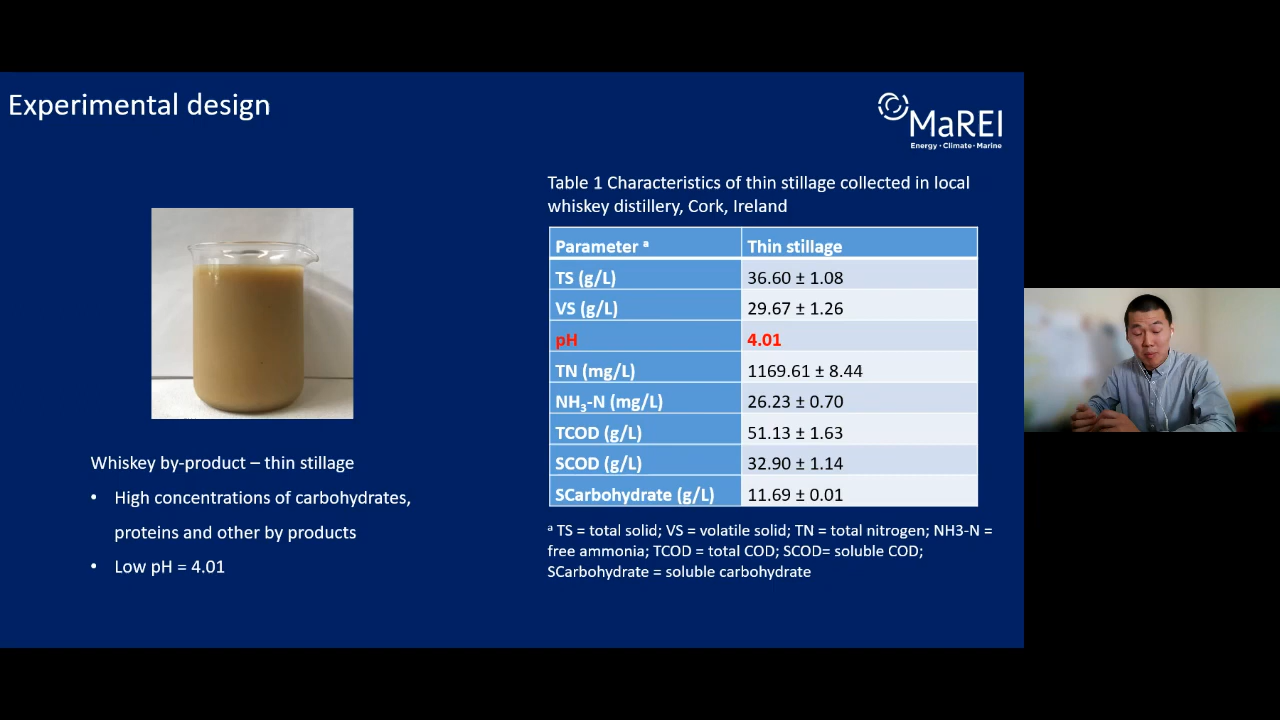 Experimental design
MaREI
Energy · Climate · Marine
Whiskey by-product – thin stillage
• High concentrations of carbohydrates,
proteins and other by products
• Low pH = 4.01
Table 1 Characteristics of thin stillage collected in local
whiskey distillery, Cork, Ireland
Parameter ª Thin stillage
TS (g/L) 36.60 ± 1.08
VS (g/L) 29.67 ± 1.26
pH 4.01
TN (mg/L) 1169.61 ± 8.44
NH₃-N (mg/L) 26.23 ± 0.70
TCOD (g/L) 51.13 ± 1.63
SCOD (g/L) 32.90 ± 1.14
SCarbohydrate (g/L) 11.69 ± 0.01
ª TS = total solid; VS = volatile solid; TN = total nitrogen; NH3-N =
free ammonia; TCOD = total COD; SCOD= soluble COD;
SCarbohydrate = soluble carbohydrate